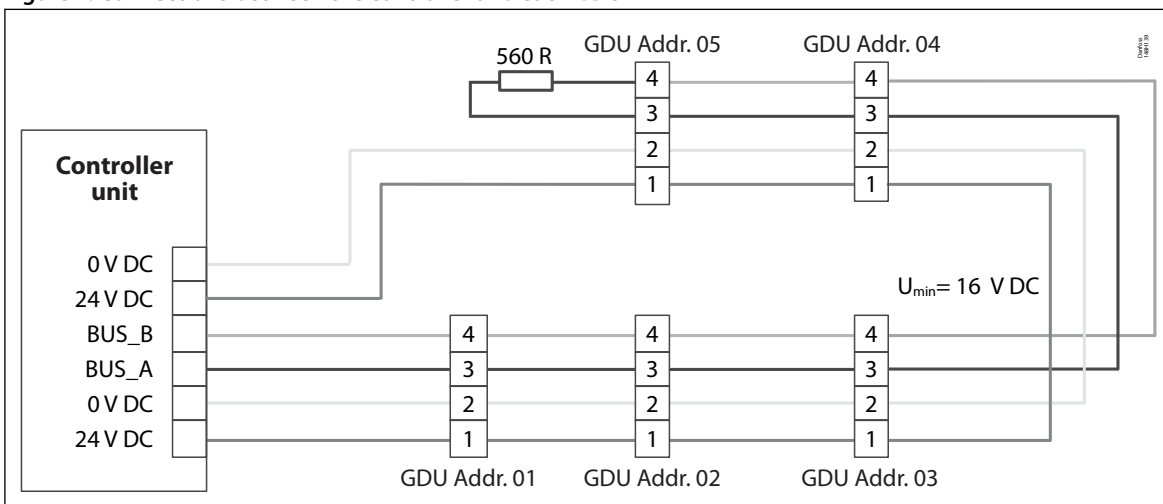 GDU Addr. 05
GDU Addr. 04
Danfoss
148H139
560 R
4
4
3
3
2
2
1
1
Controller
unit
0 V DC
24 V DC
BUS_B
BUS_A
0 V DC
24 V DC
Umin= 16 V DC
4
4
4
3
3
3
2
2
2
1
1
1
GDU Addr. 01
GDU Addr. 02
GDU Addr. 03